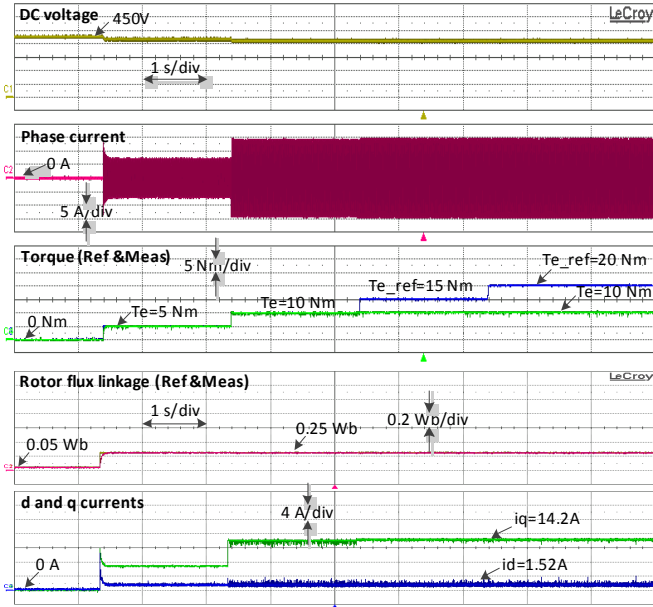 DC voltage
LeCroy
450V
1 s/div
C1
Phase current
C2
0 A
5 A/div
Torque (Ref &Meas)
5 Nm/div
Te_ref=20 Nm
Te_ref=15 Nm
Te=10 Nm
Te=10 Nm
Te=5 Nm
0 Nm
Rotor flux linkage (Ref &Meas)
LeCroy
1 s/div
0.2 Wb/div
0.25 Wb
0.05 Wb
d and q currents
4 A/div
iq=14.2A
0 A
id=1.52A